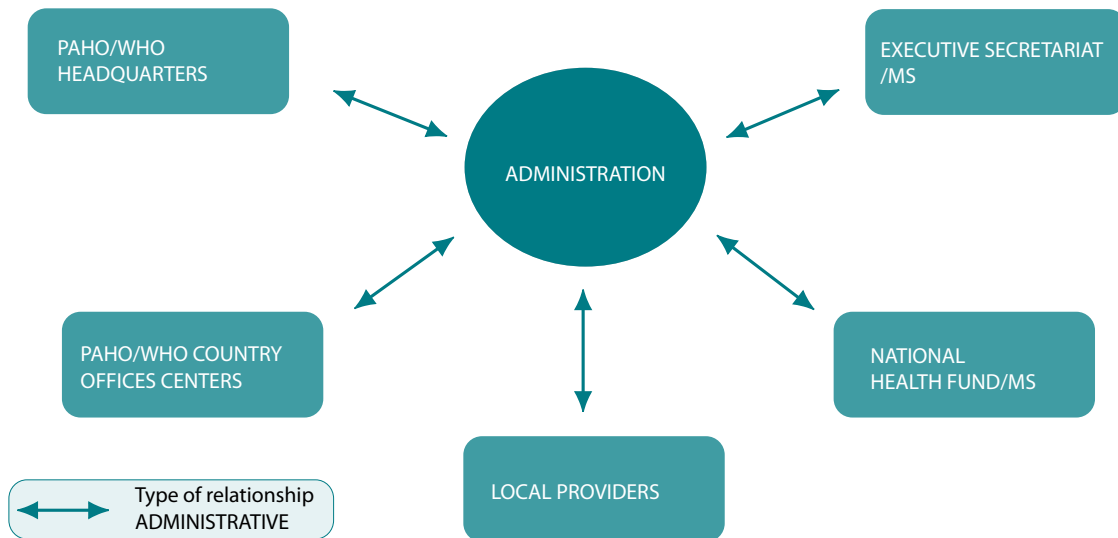 PAHO/WHO
HEADQUARTERS
EXECUTIVE SECRETARIAT
/MS
ADMINISTRATION
PAHO/WHO COUNTRY
OFFICES CENTERS
NATIONAL
HEALTH FUND/MS
LOCAL PROVIDERS
Type of relationship
ADMINISTRATIVE